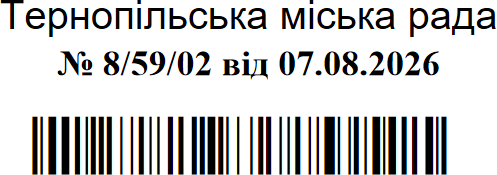 Тернопільська міська рада
№ 8/59/02 від 07.08.2026